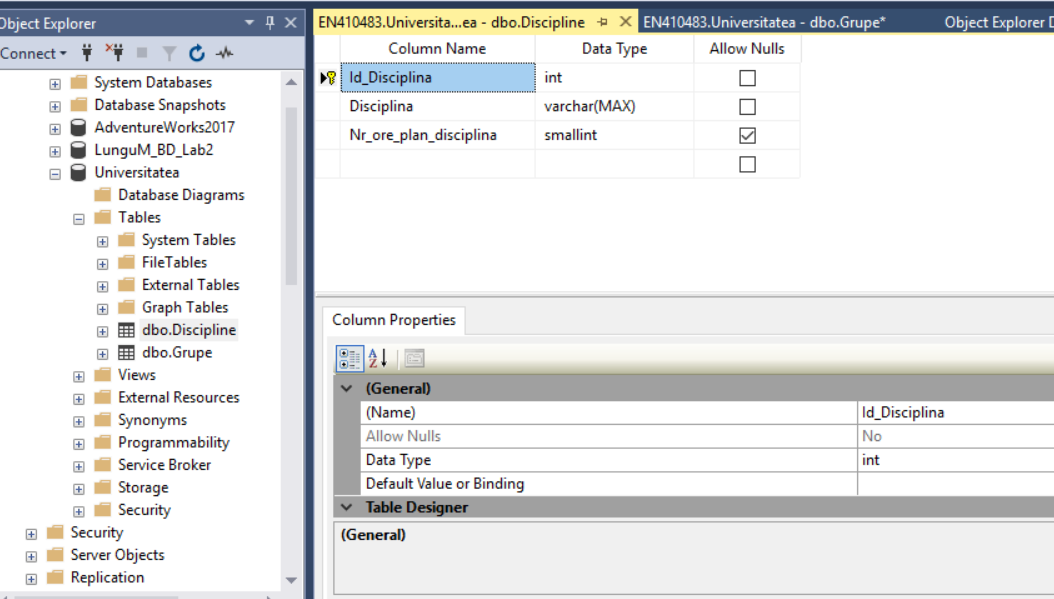 Object Explorer
Connect
System Databases
Database Snapshots
AdventureWorks2017
LunguM_BD_Lab2
Universitatea
Database Diagrams
Tables
System Tables
FileTables
External Tables
Graph Tables
dbo.Discipline
dbo.Grupe
Views
External Resources
Synonyms
Programmability
Service Broker
Storage
Security
Security
Server Objects
Replication
EN410483.Universita...ea - dbo.Discipline
EN410483.Universitatea - dbo.Grupe*
Object Explorer D
Column Name Data Type Allow Nulls
Id_Disciplina int
Disciplina varchar(MAX)
Nr_ore_plan_disciplina smallint
Column Properties
A
Z
(General)
(Name) Id_Disciplina
Allow Nulls No
Data Type int
Default Value or Binding
Table Designer
(General)